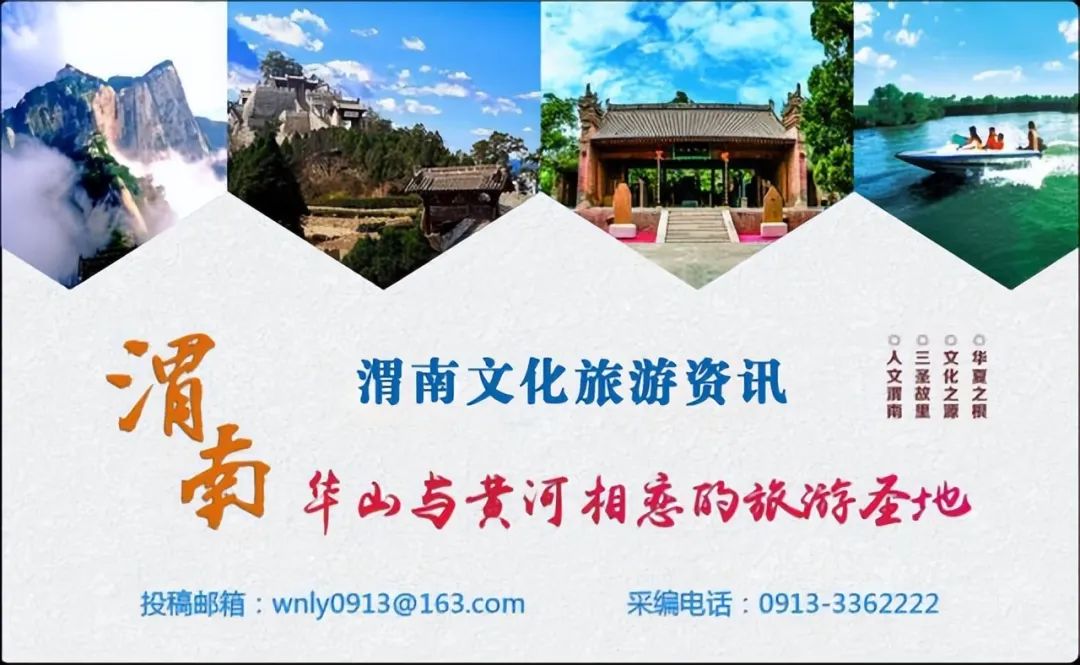 渭南
渭南文化旅游资讯
华夏之根
文化之源
三圣故里
人文渭南
华山与黄河相恋的旅游圣地
投稿邮箱：wnly0913@163.com
采编电话：0913-3362222